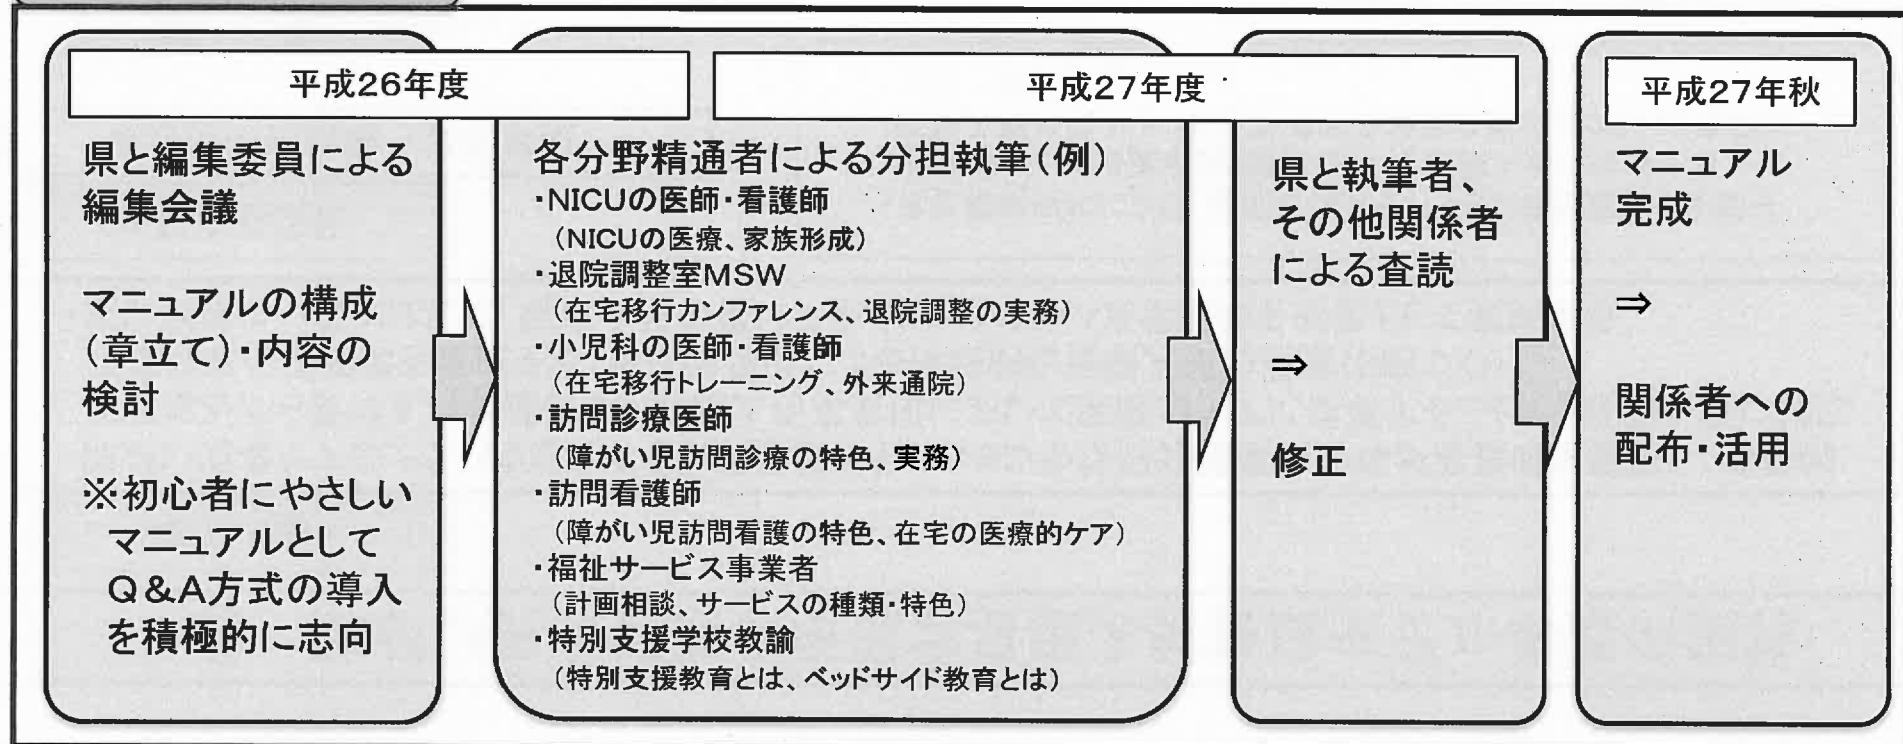 平成26年度
県と編集委員による
編集会議
マニュアルの構成
(章立て)・内容の
検討
※初心者にやさしい
マニュアルとして
Q&A方式の導入
を積極的に志向
平成27年度
各分野精通者による分担執筆(例)
・NICUの医師・看護師
(NICUの医療、家族形成)
・退院調整室MSW
(在宅移行カンファレンス、退院調整の実務)
・小児科の医師・看護師
(在宅移行トレーニング、外来通院)
・訪問診療医師
(障がい児訪問診療の特色、実務)
・訪問看護師
(障がい児訪問看護の特色、在宅の医療的ケア)
・福祉サービス事業者
(計画相談、サービスの種類・特色)
・特別支援学校教諭
(特別支援教育とは、ベッドサイド教育とは)
県と執筆者、
その他関係者
による査読
⇒
修正
平成27年秋
マニュアル
完成
⇒
関係者への
配布・活用